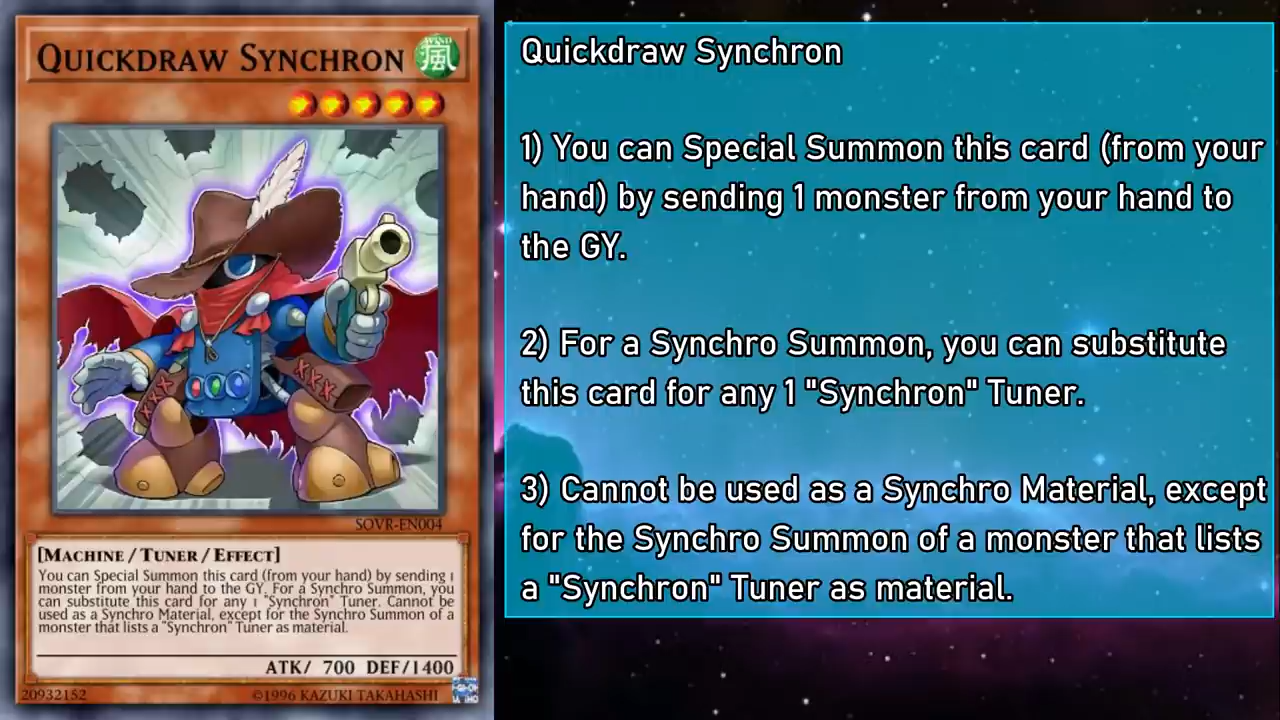 QUICKDRAW SYNCHRON
WIND
風
SOVR-EN004
[MACHINE / TUNER / EFFECT]
You can Special Summon this card (from your hand) by sending 1
monster from your hand to the GY. For a Synchro Summon, you
can substitute this card for any 1 "Synchron" Tuner. Cannot be
used as a Synchro Material, except for the Synchro Summon of a
monster that lists a "Synchron" Tuner as material.
ATK/ 700 DEF/1400
20932152
©1996 KAZUKI TAKAHASHI
Quickdraw Synchron
1) You can Special Summon this card (from your
hand) by sending 1 monster from your hand to
the GY.
2) For a Synchro Summon, you can substitute
this card for any 1 "Synchron" Tuner.
3) Cannot be used as a Synchro Material, except
for the Synchro Summon of a monster that lists
a "Synchron" Tuner as material.